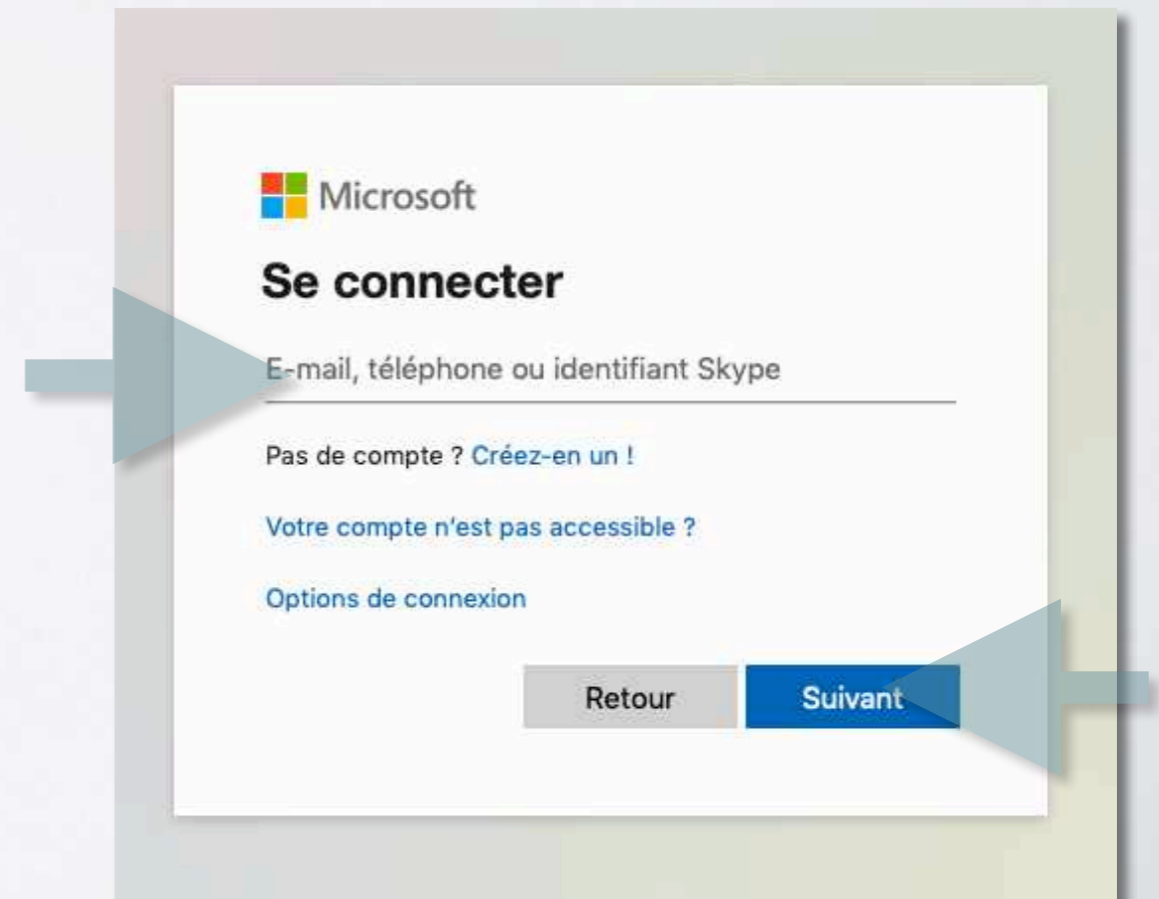 Microsoft
Se connecter
E-mail, téléphone ou identifiant Skype
Pas de compte ? Créez-en un !
Votre compte n'est pas accessible ?
Options de connexion
Retour
Suivant